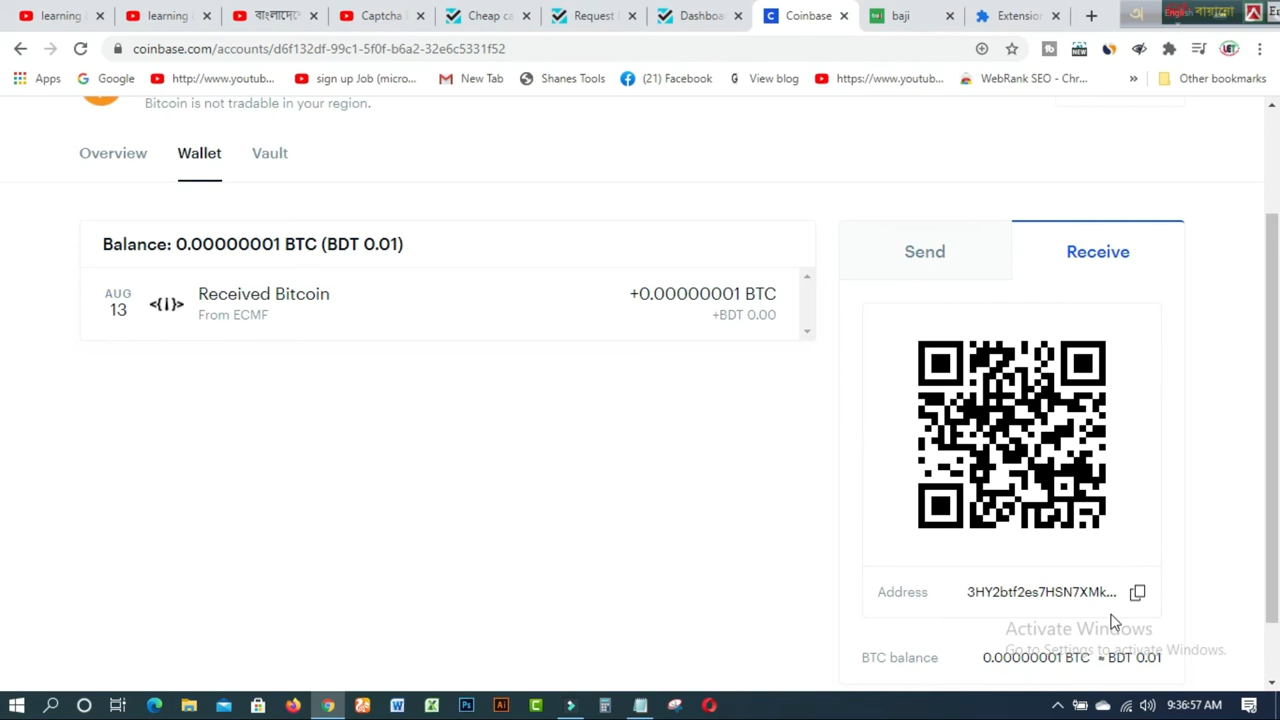 learning
learning
বাংলাদে
Captcha
Request
Dashboa
Coinbase
baji
Extension
English
বায়ান্নো
coinbase.com/accounts/d6f132df-99c1-5f0f-b6a2-32e6c5331f52
Apps
Google
http://www.youtub...
sign up Job (micro...
New Tab
Shanes Tools
(21) Facebook
View blog
https://www.youtub...
WebRank SEO - Chr...
Other bookmarks
Bitcoin is not tradable in your region.
Overview
Wallet
Vault
Balance: 0.00000001 BTC (BDT 0.01)
Send
Receive
AUG
13
Received Bitcoin
From ECMF
+0.00000001 BTC
+BDT 0.00
Address
3HY2btf2es7HSN7XMk...
Activate Windows
Go to Settings to activate Windows.
BTC balance
0.00000001 BTC ≈ BDT 0.01
9:36:57 AM